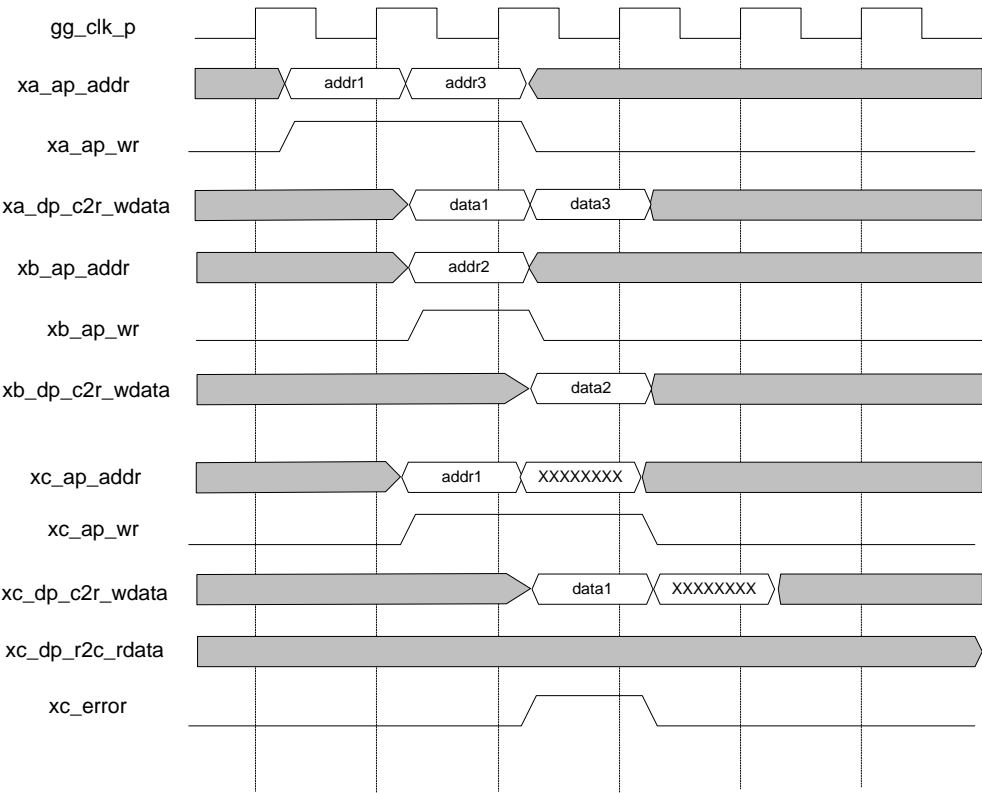 gg_clk_p
xa_ap_addr addr1 addr3
xa_ap_wr
xa_dp_c2r_wdata data1 data3
xb_ap_addr addr2
xb_ap_wr
xb_dp_c2r_wdata data2
xc_ap_addr addr1 XXXXXXXX
xc_ap_wr
xc_dp_c2r_wdata data1 XXXXXXXX
xc_dp_r2c_rdata
xc_error